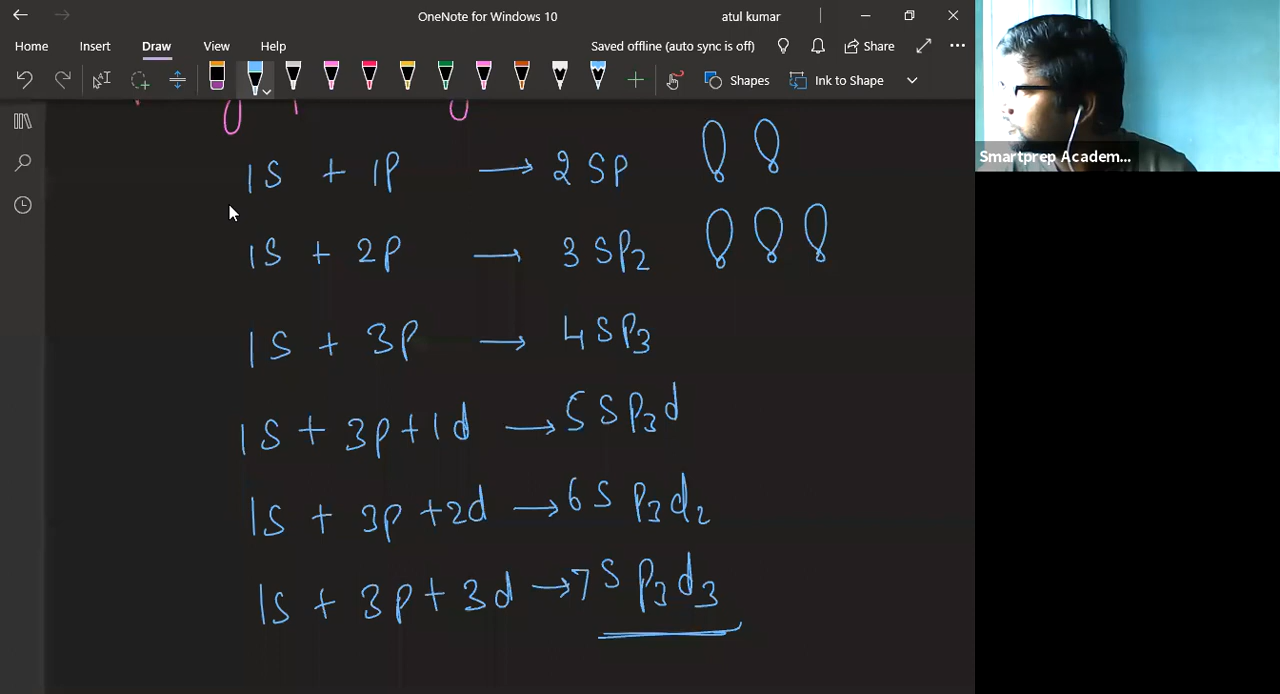 OneNote for Windows 10
atul kumar
Home Insert Draw View Help
Saved offline (auto sync is off)
Share
Shapes
Ink to Shape
Smartprep Academ...
1S + 1P → 2 SP
1S + 2P → 3 SP2
1S + 3P → 4 SP3
1S + 3P + 1d → 5 SP3d
1S + 3P + 2d → 6 SP3d2
1S + 3P + 3d → 7 SP3d3